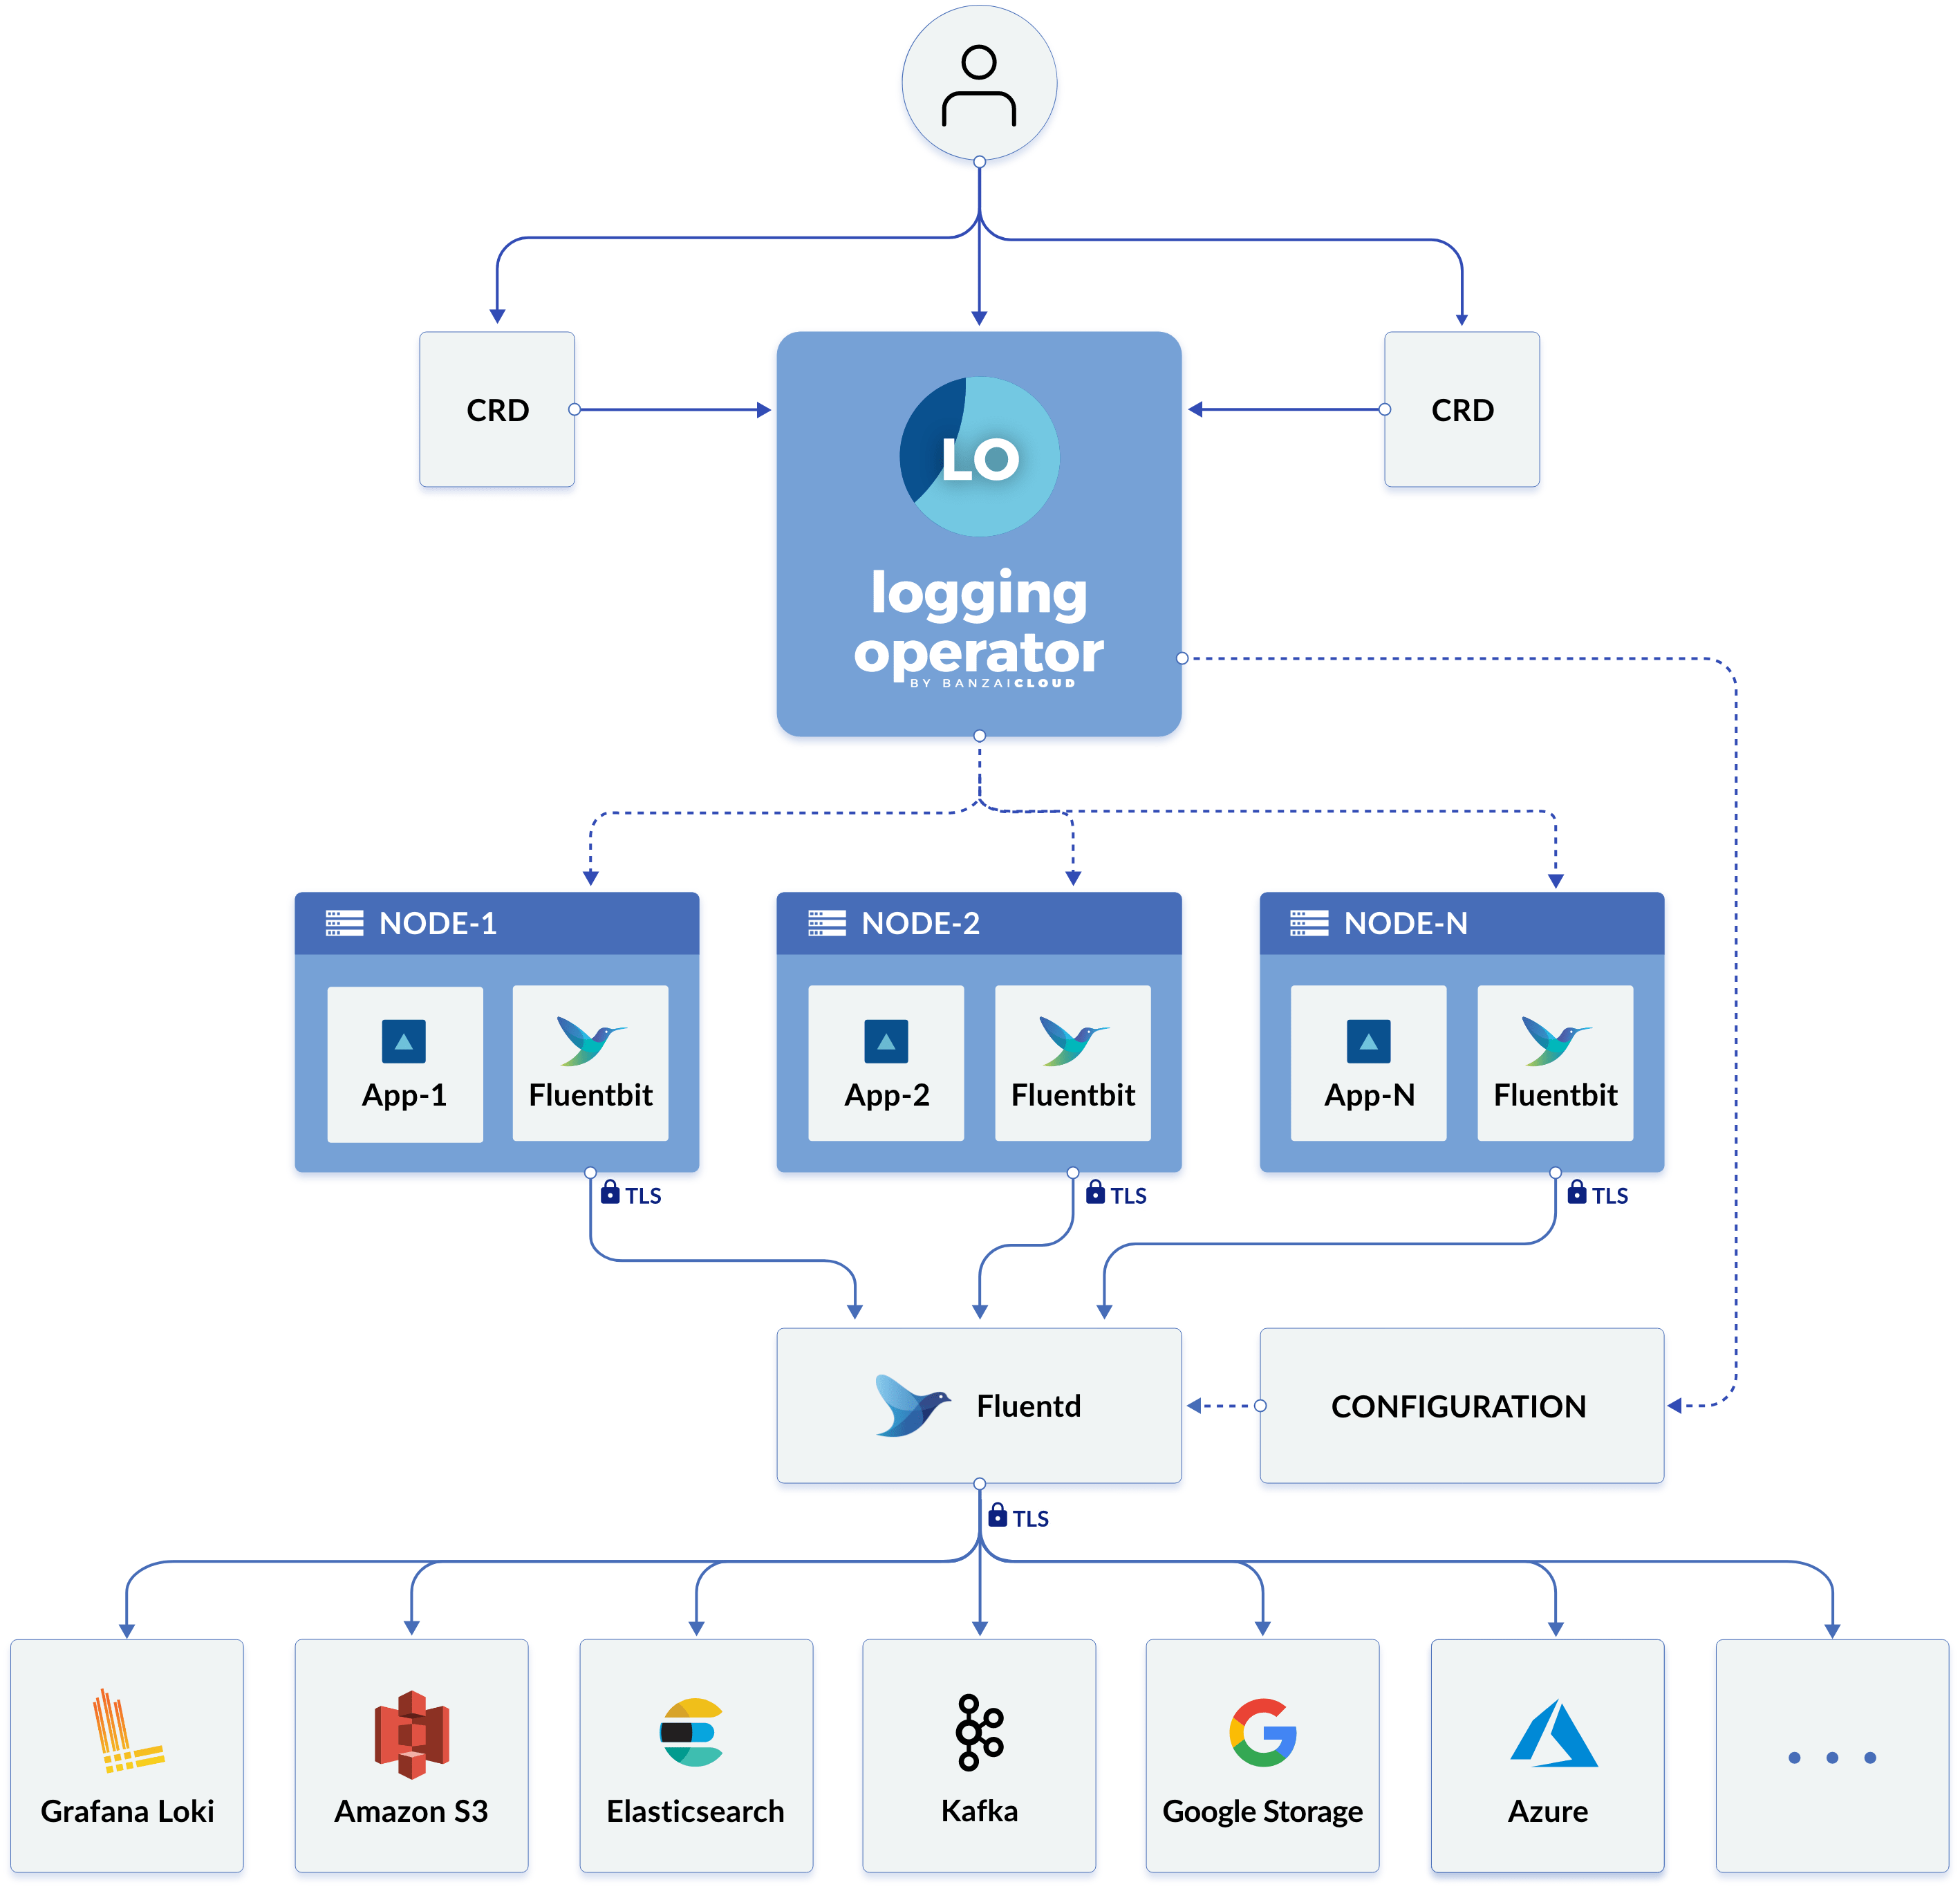 CRD
LO
CRD
logging
operator
BY BANZAICLOUD
NODE-1
NODE-2
NODE-N
App-1
Fluentbit
App-2
Fluentbit
App-N
Fluentbit
TLS
TLS
TLS
Fluentd
CONFIGURATION
TLS
Grafana Loki
Amazon S3
Elasticsearch
Kafka
Google Storage
Azure